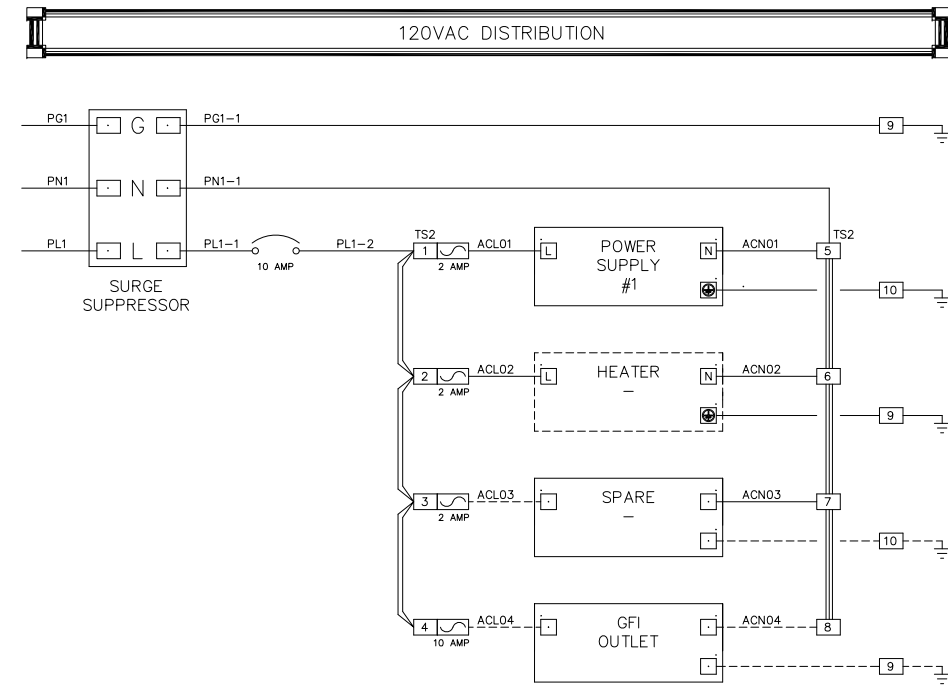 120VAC DISTRIBUTION
PG1 G PG1-1 9
PN1 N PN1-1
PL1 L PL1-1 10 AMP PL1-2
SURGE
SUPPRESSOR
TS2
1 2 AMP ACL01 L
POWER
SUPPLY
#1
N ACN01 5
TS2
10
2 2 AMP ACL02 L
HEATER
–
N ACN02 6
9
3 2 AMP ACL03
SPARE
–
ACN03 7
10
4 10 AMP ACL04
GFI
OUTLET
ACN04 8
9